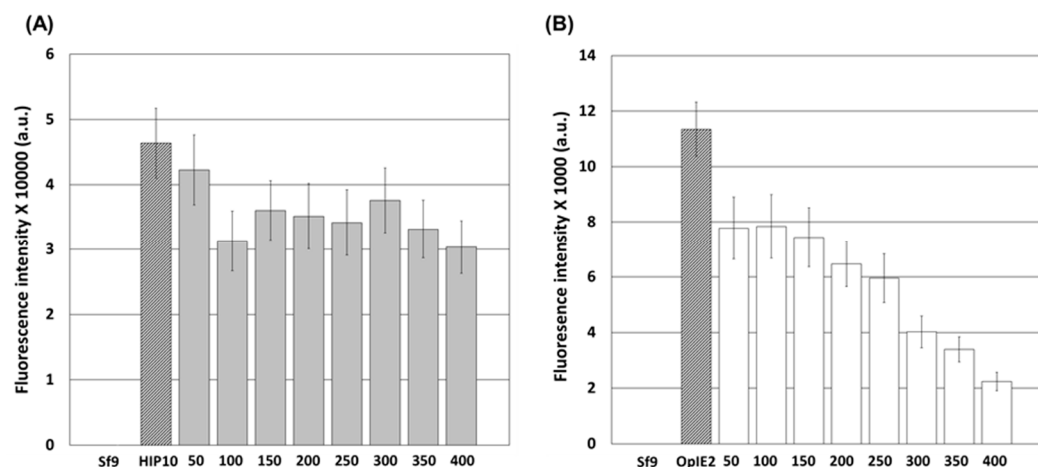 (A)
Fluorescence intensity X 10000 (a.u.)
6
5
4
3
2
1
0
Sf9 HIP10 50 100 150 200 250 300 350 400
(B)
Fluoresence intensity X 1000 (a.u.)
14
12
10
8
6
4
2
0
Sf9 OpIE2 50 100 150 200 250 300 350 400